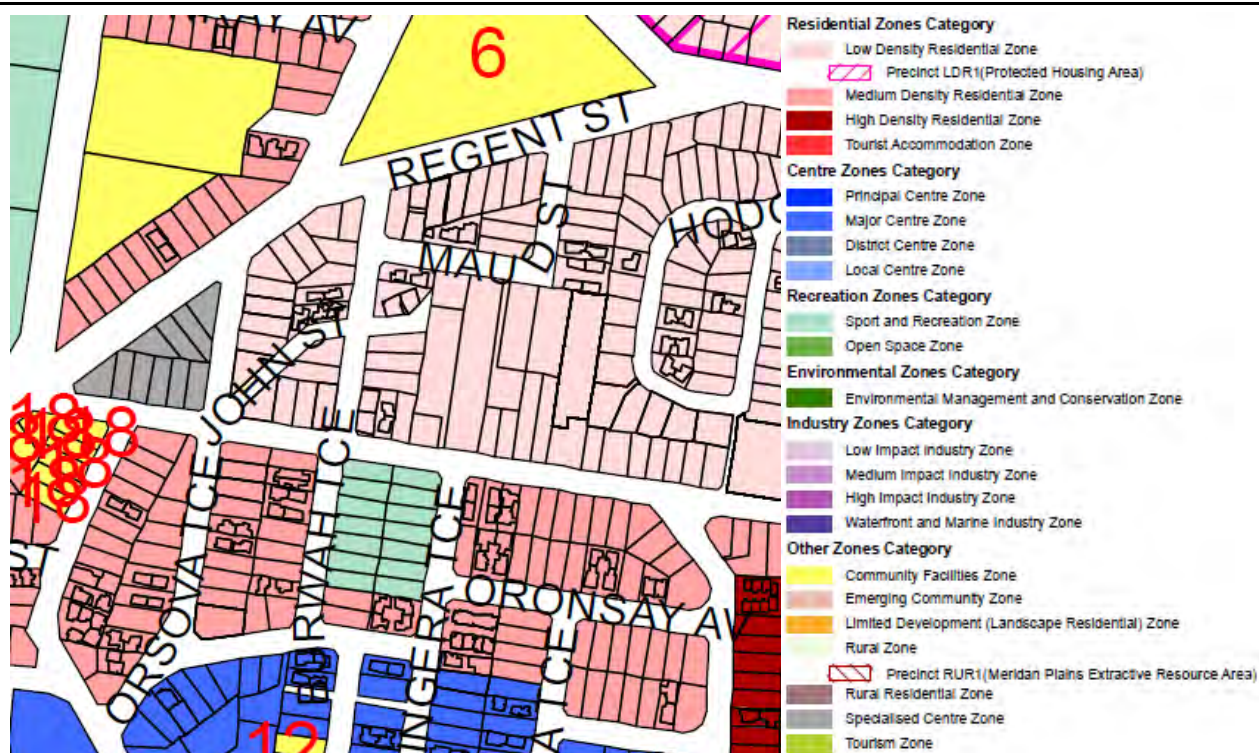 6
REGENT ST
MAUD ST
JOHN ST
ORSOVA TCE
BURWAH TCE
ORONSAY AV
ST
12
18
18
18
Residential Zones Category
Low Density Residential Zone
Precinct LDR1(Protected Housing Area)
Medium Density Residential Zone
High Density Residential Zone
Tourist Accommodation Zone
Centre Zones Category
Principal Centre Zone
Major Centre Zone
District Centre Zone
Local Centre Zone
Recreation Zones Category
Sport and Recreation Zone
Open Space Zone
Environmental Zones Category
Environmental Management and Conservation Zone
Industry Zones Category
Low Impact Industry Zone
Medium Impact Industry Zone
High Impact Industry Zone
Waterfront and Marine Industry Zone
Other Zones Category
Community Facilities Zone
Emerging Community Zone
Limited Development (Landscape Residential) Zone
Rural Zone
Precinct RUR1(Meridan Plains Extractive Resource Area)
Rural Residential Zone
Specialised Centre Zone
Tourism Zone